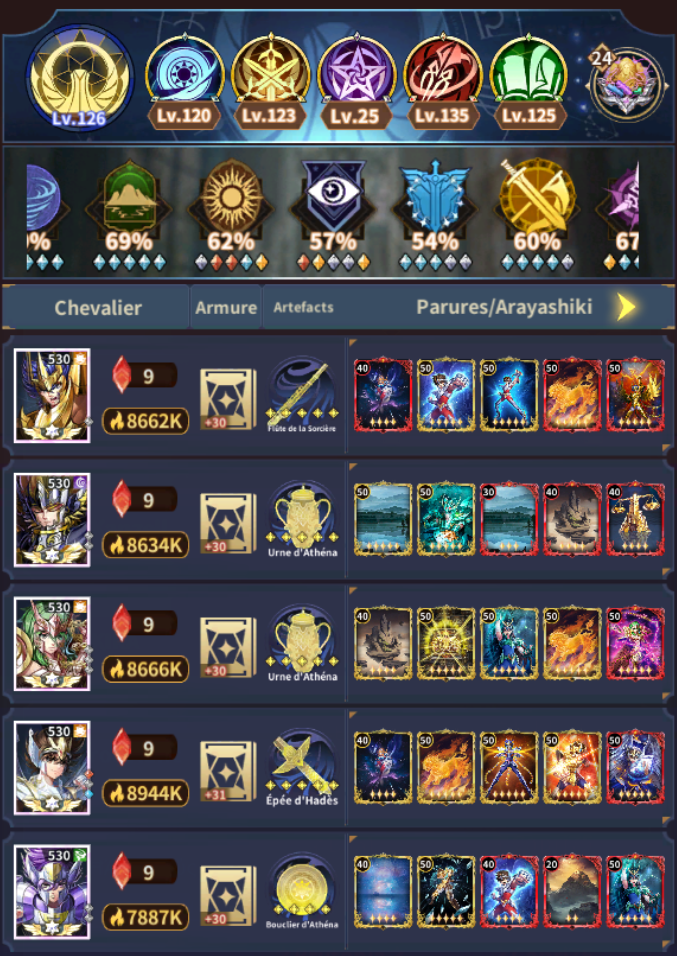 24
Lv.126 Lv.120 Lv.123 Lv.25 Lv.135 Lv.125
% 69% 62% 57% 54% 60% 67
Chevalier Armure Artefacts Parures/Arayashiki
530 9 8662K +30 Flûte de la Sorcière 40 50 50 50 50
530 9 8634K +30 Urne d'Athéna 50 50 30 40 40
530 9 8666K +30 Urne d'Athéna 40 50 50 50 50
530 9 8944K +31 Épée d'Hadès 40 50 50 50 50
530 9 7887K +30 Bouclier d'Athéna 40 50 40 20 50